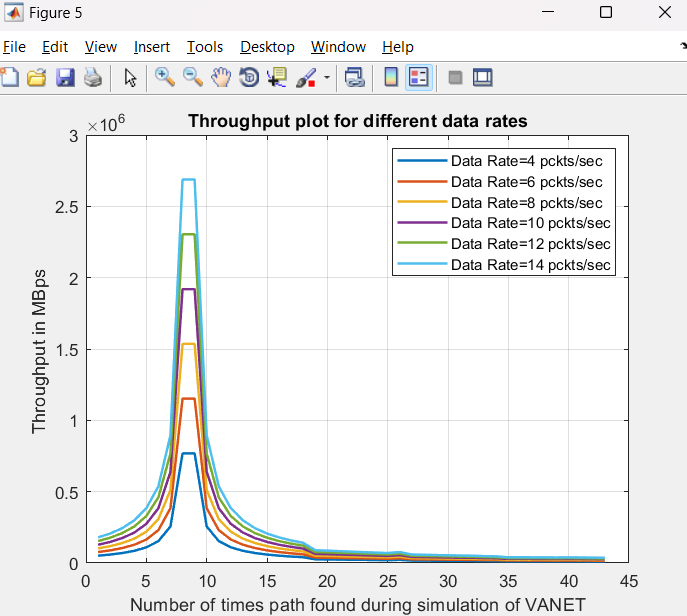 Figure 5
File Edit View Insert Tools Desktop Window Help
×10⁶
Throughput plot for different data rates
3
2.5
2
1.5
1
0.5
0
Throughput in MBps
Data Rate=4 pckts/sec
Data Rate=6 pckts/sec
Data Rate=8 pckts/sec
Data Rate=10 pckts/sec
Data Rate=12 pckts/sec
Data Rate=14 pckts/sec
0 5 10 15 20 25 30 35 40 45
Number of times path found during simulation of VANET